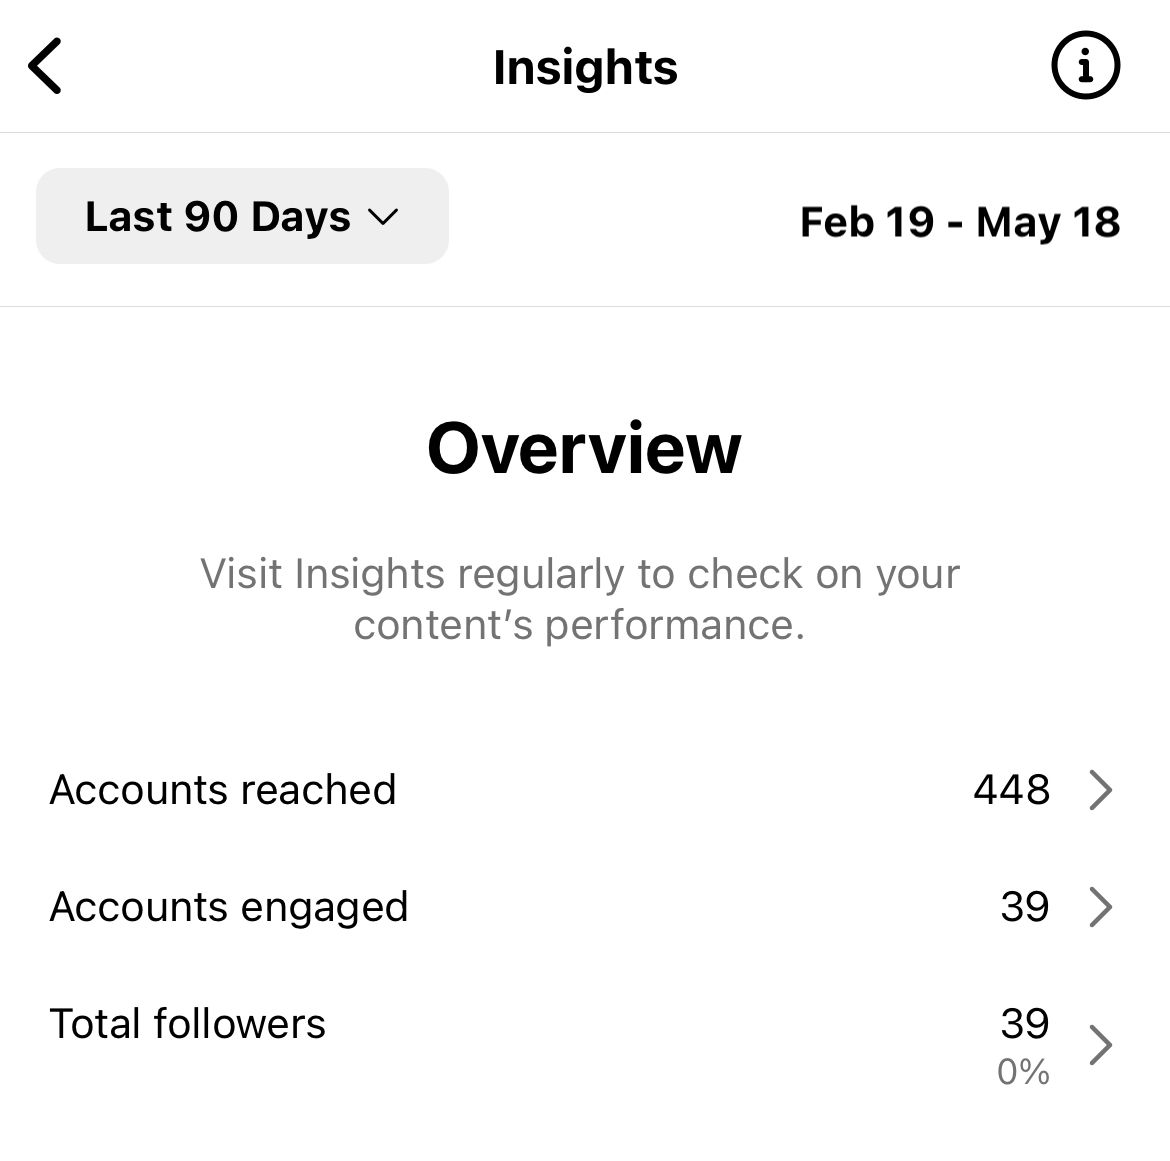 Insights
Last 90 Days
Feb 19 - May 18
Overview
Visit Insights regularly to check on your
content’s performance.
Accounts reached 448
Accounts engaged 39
Total followers 39
0%